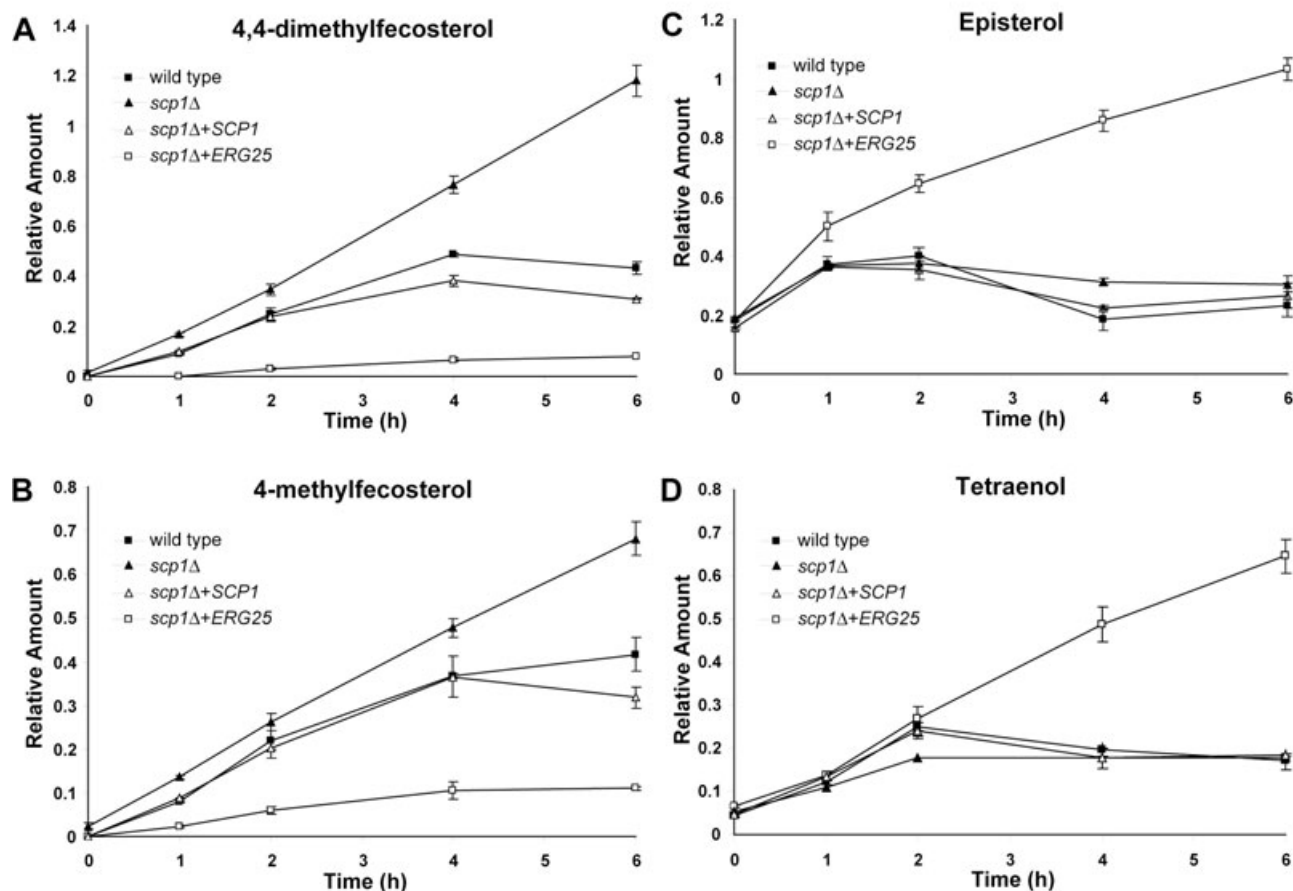 A
4,4-dimethylfecosterol
1.4
1.2
1
0.8
0.6
0.4
0.2
0
Relative Amount
wild type
scp1Δ
scp1Δ+SCP1
scp1Δ+ERG25
0 1 2 3 4 5 6
Time (h)
B
4-methylfecosterol
0.8
0.7
0.6
0.5
0.4
0.3
0.2
0.1
0
Relative Amount
wild type
scp1Δ
scp1Δ+SCP1
scp1Δ+ERG25
0 1 2 3 4 5 6
Time (h)
C
Episterol
1.2
1
0.8
0.6
0.4
0.2
0
Relative Amount
wild type
scp1Δ
scp1Δ+SCP1
scp1Δ+ERG25
0 1 2 3 4 5 6
Time (h)
D
Tetraenol
0.8
0.7
0.6
0.5
0.4
0.3
0.2
0.1
0
Relative Amount
wild type
scp1Δ
scp1Δ+SCP1
scp1Δ+ERG25
0 1 2 3 4 5 6
Time (h)